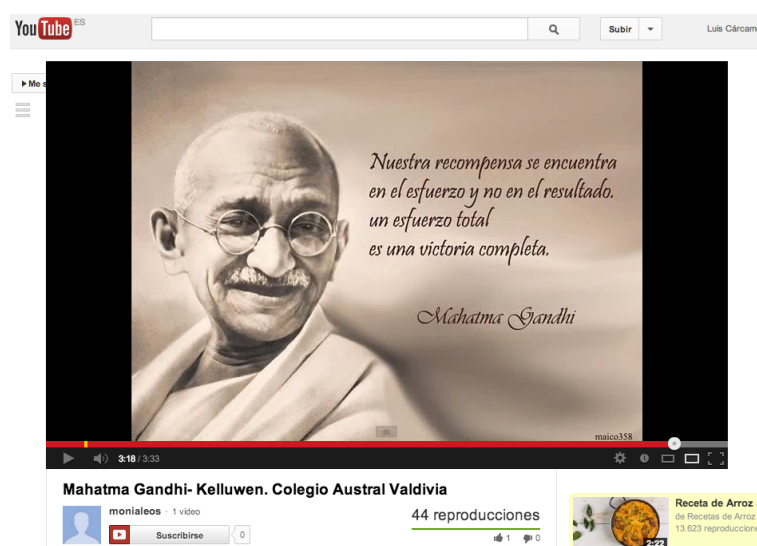 You Tube ES
Subir
Luis Cárcam
Me s
Nuestra recompensa se encuentra
en el esfuerzo y no en el resultado.
un esfuerzo total
es una victoria completa.
Mahatma Gandhi
maico358
3:18 / 3:33
Mahatma Gandhi- Kelluwen. Colegio Austral Valdivia
monialeos · 1 video
Suscribirse 0
44 reproducciones
1 0
2:22
Receta de Arroz
de Recetas de Arroz
13.623 reproduccione